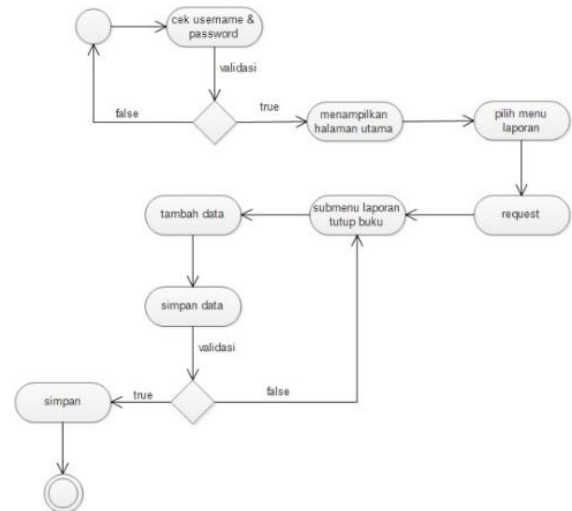 cek username &
password
validasi
false
true
menampilkan
halaman utama
pilih menu
laporan
request
submenu laporan
tutup buku
tambah data
simpan data
validasi
true
false
simpan